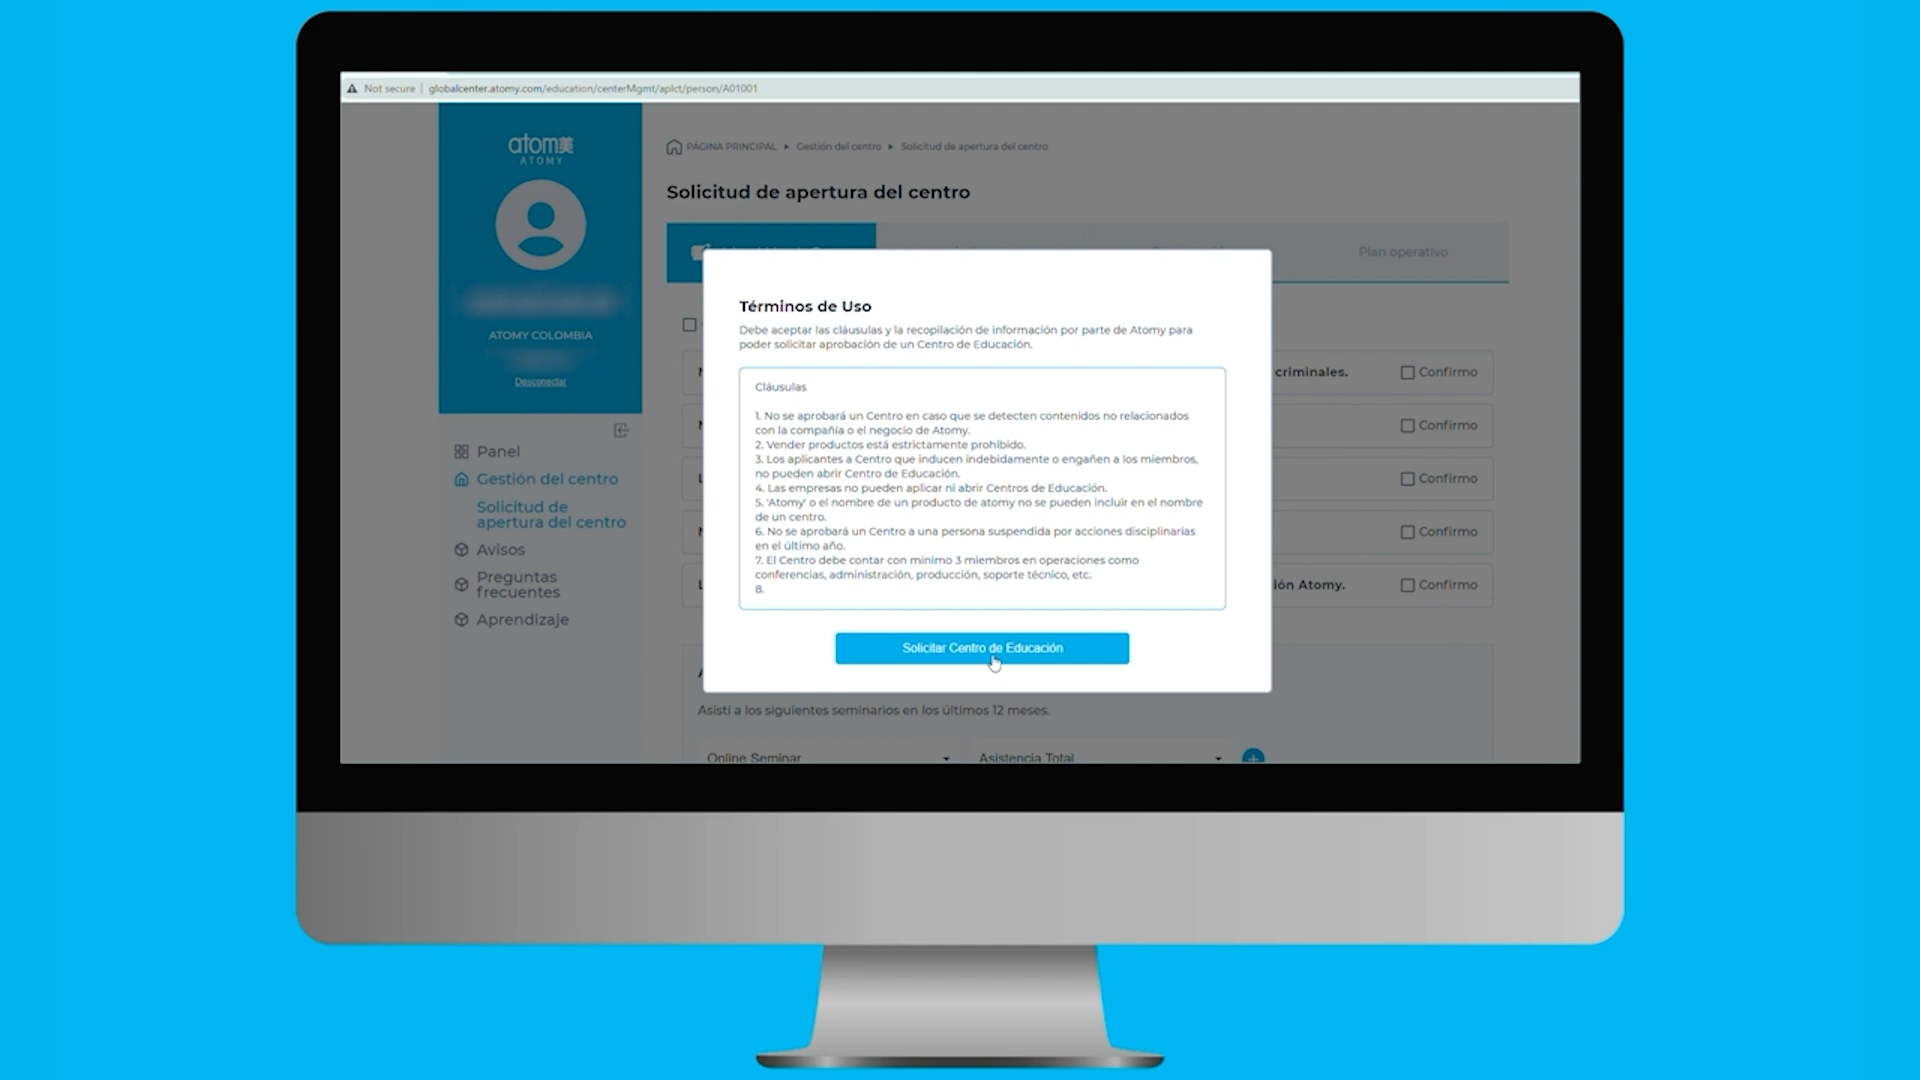 Not secure | globalcenter.atomy.com/education/centerMgmt/aplct/person/A01001
atom美
ATOMY
ATOMY COLOMBIA
Desconectar
Panel
Gestión del centro
Solicitud de
apertura del centro
Avisos
Preguntas
frecuentes
Aprendizaje
PÁGINA PRINCIPAL ▸ Gestión del centro ▸ Solicitud de apertura del centro
Solicitud de apertura del centro
Plan operativo
Términos de Uso
Debe aceptar las cláusulas y la recopilación de información por parte de Atomy para
poder solicitar aprobación de un Centro de Educación.
Cláusulas
1. No se aprobará un Centro en caso que se detecten contenidos no relacionados
con la compañía o el negocio de Atomy.
2. Vender productos está estrictamente prohibido.
3. Los aplicantes a Centro que inducen indebidamente o engañen a los miembros,
no pueden abrir Centro de Educación.
4. Las empresas no pueden aplicar ni abrir Centros de Educación.
5. 'Atomy' o el nombre de un producto de atomy no se pueden incluir en el nombre
de un centro.
6. No se aprobará un Centro a una persona suspendida por acciones disciplinarias
en el último año.
7. El Centro debe contar con mínimo 3 miembros en operaciones como
conferencias, administración, producción, soporte técnico, etc.
8.
Solicitar Centro de Educación
criminales. Confirmo
Confirmo
Confirmo
Confirmo
ión Atomy. Confirmo
Asistí a los siguientes seminarios en los últimos 12 meses.
Online Seminar
Asistencia Total